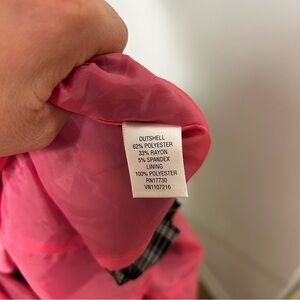 OUTSHELL
62% POLYESTER
33% RAYON
5% SPANDEX
LINING
100% POLYESTER
RN17730
VN1107216